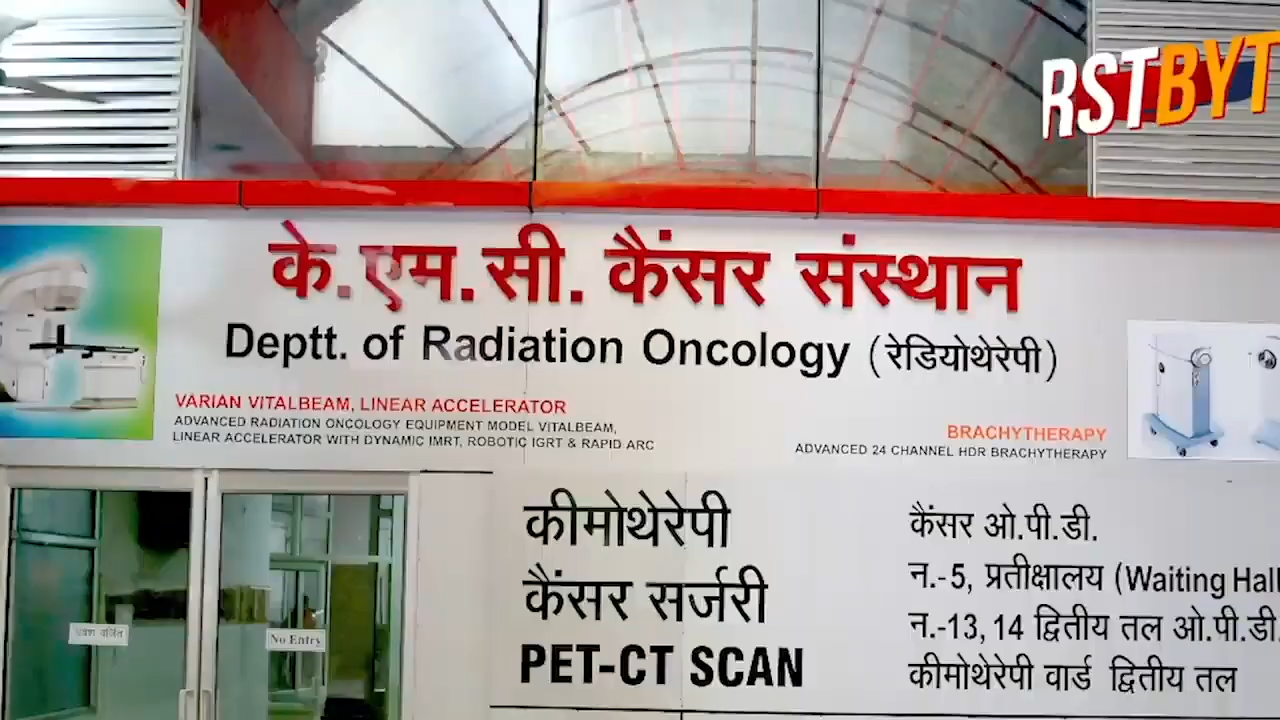 RSTBYT
के.एम.सी. कैंसर संस्थान
Deptt. of Radiation Oncology (रेडियोथेरेपी)
VARIAN VITALBEAM, LINEAR ACCELERATOR
ADVANCED RADIATION ONCOLOGY EQUIPMENT MODEL VITALBEAM,
LINEAR ACCELERATOR WITH DYNAMIC IMRT, ROBOTIC IGRT & RAPID ARC
BRACHYTHERAPY
ADVANCED 24 CHANNEL HDR BRACHYTHERAPY
कीमोथेरेपी
कैंसर सर्जरी
PET-CT SCAN
कैंसर ओ.पी.डी.
न.-5, प्रतीक्षालय (Waiting Hall
न.-13, 14 द्वितीय तल ओ.पी.डी.
कीमोथेरेपी वार्ड द्वितीय तल
प्रवेश वर्जित
No Entry